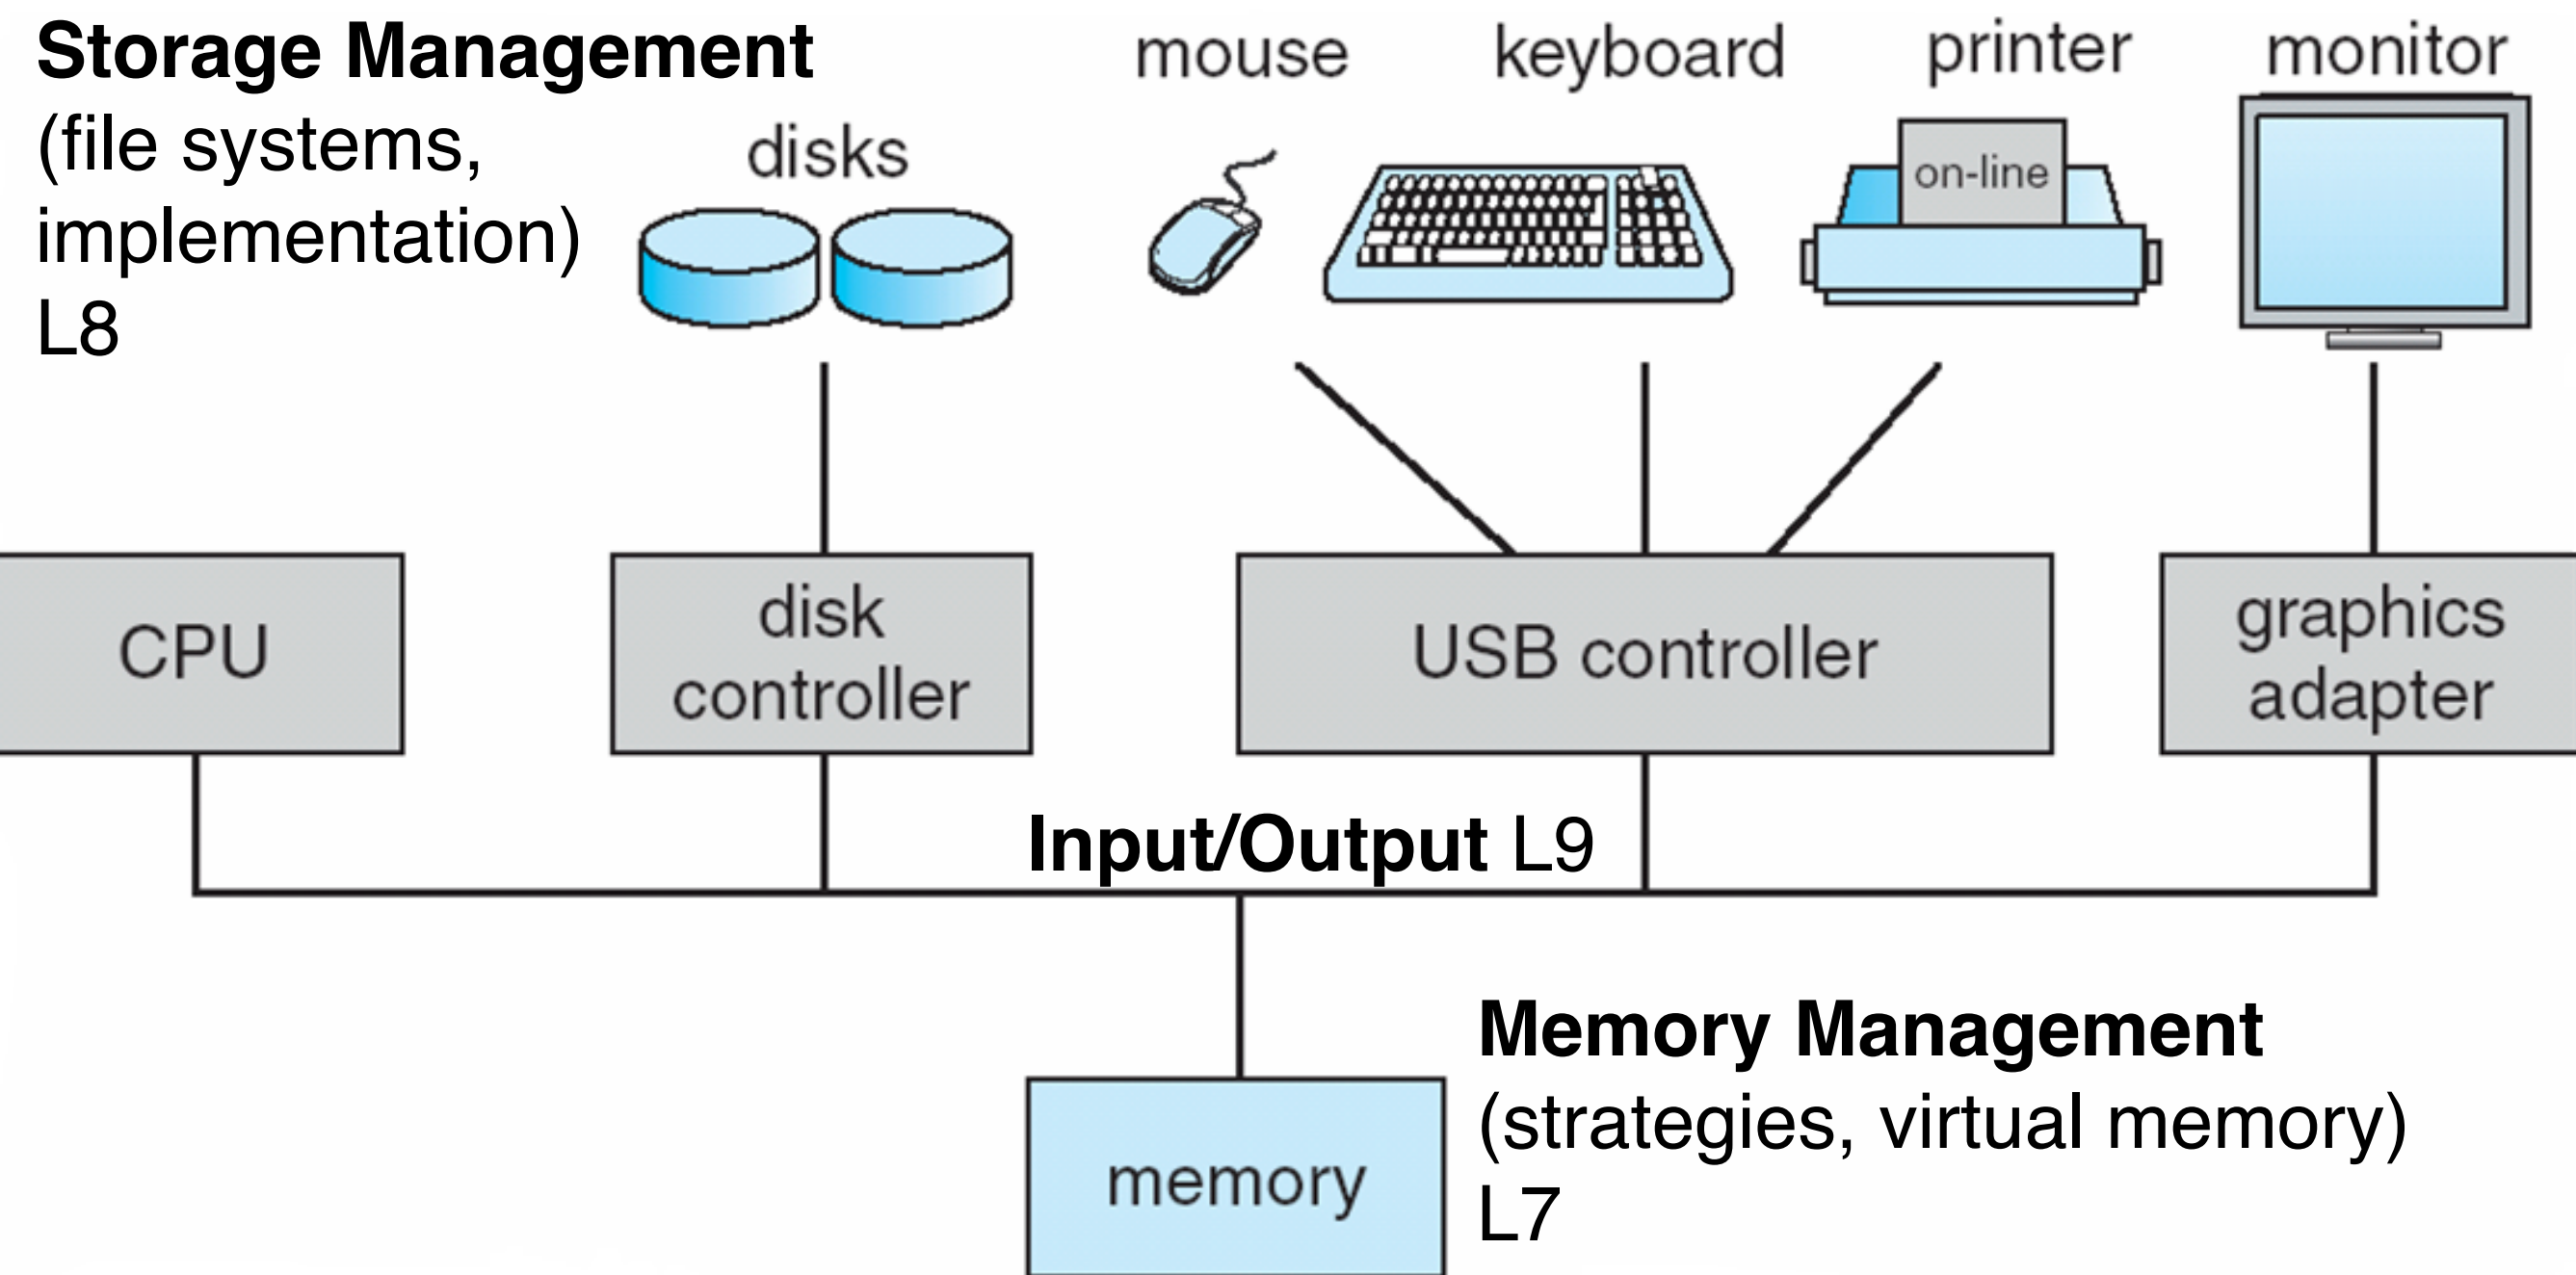 Storage Management
(file systems,
implementation)
L8
disks
mouse
keyboard
printer
monitor
on-line
CPU
disk
controller
USB controller
graphics
adapter
Input/Output L9
memory
Memory Management
(strategies, virtual memory)
L7